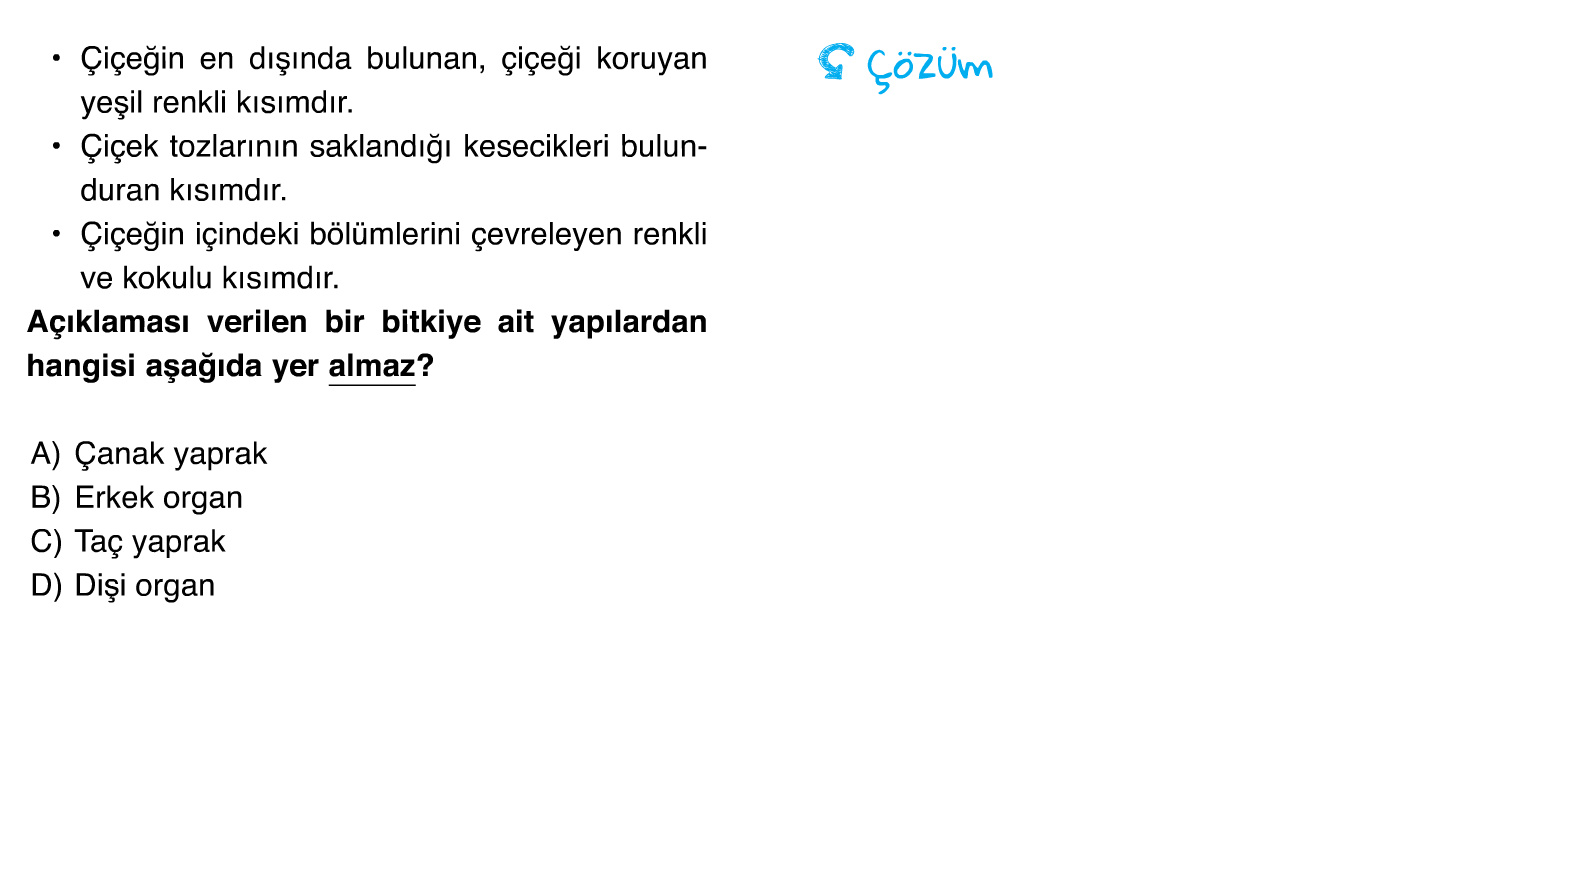 • Çiçeğin en dışında bulunan, çiçeği koruyan
yeşil renkli kısımdır.
• Çiçek tozlarının saklandığı kesecikleri bulun-
duran kısımdır.
• Çiçeğin içindeki bölümlerini çevreleyen renkli
ve kokulu kısımdır.
Açıklaması verilen bir bitkiye ait yapılardan
hangisi aşağıda yer almaz?
A) Çanak yaprak
B) Erkek organ
C) Taç yaprak
D) Dişi organ
Çözüm